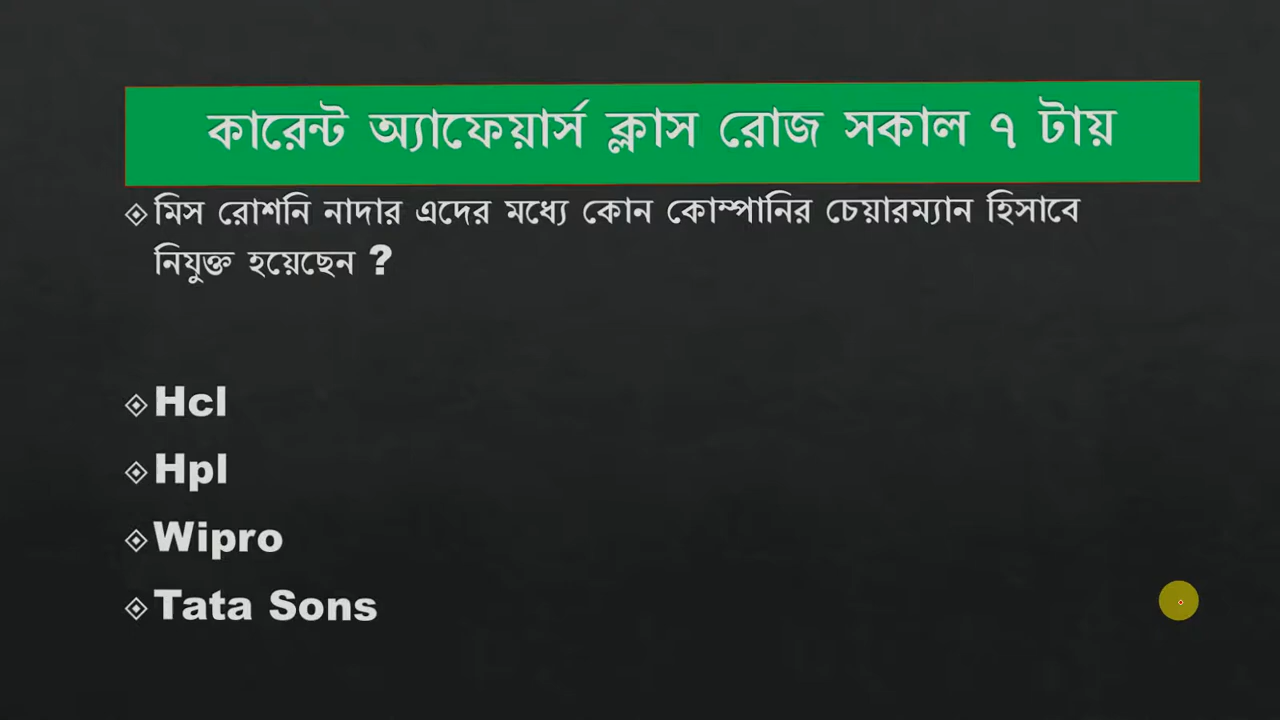 কারেন্ট অ্যাফেয়ার্স ক্লাস রোজ সকাল ৭ টায়
মিস রোশনি নাদার এদের মধ্যে কোন কোম্পানির চেয়ারম্যান হিসাবে
নিযুক্ত হয়েছেন ?
Hcl
Hpl
Wipro
Tata Sons